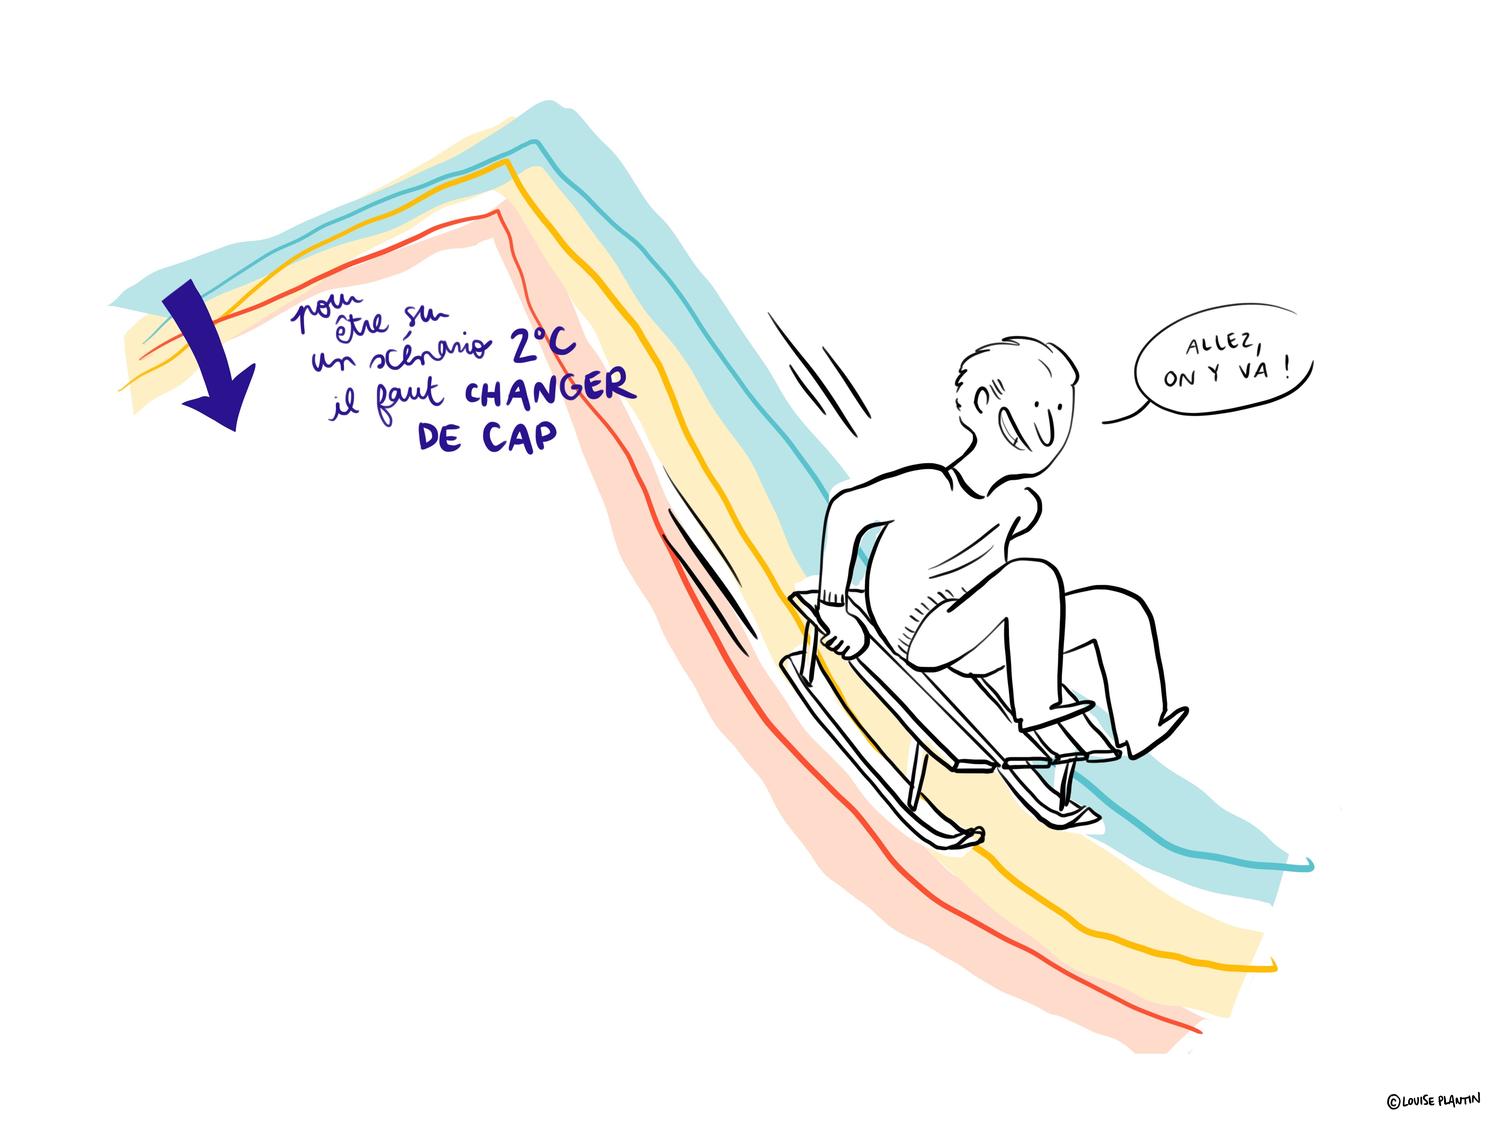 pour
être sur
un scénario 2°C
il faut CHANGER
DE CAP
ALLEZ,
ON Y VA !
© LOUISE PLANTIN